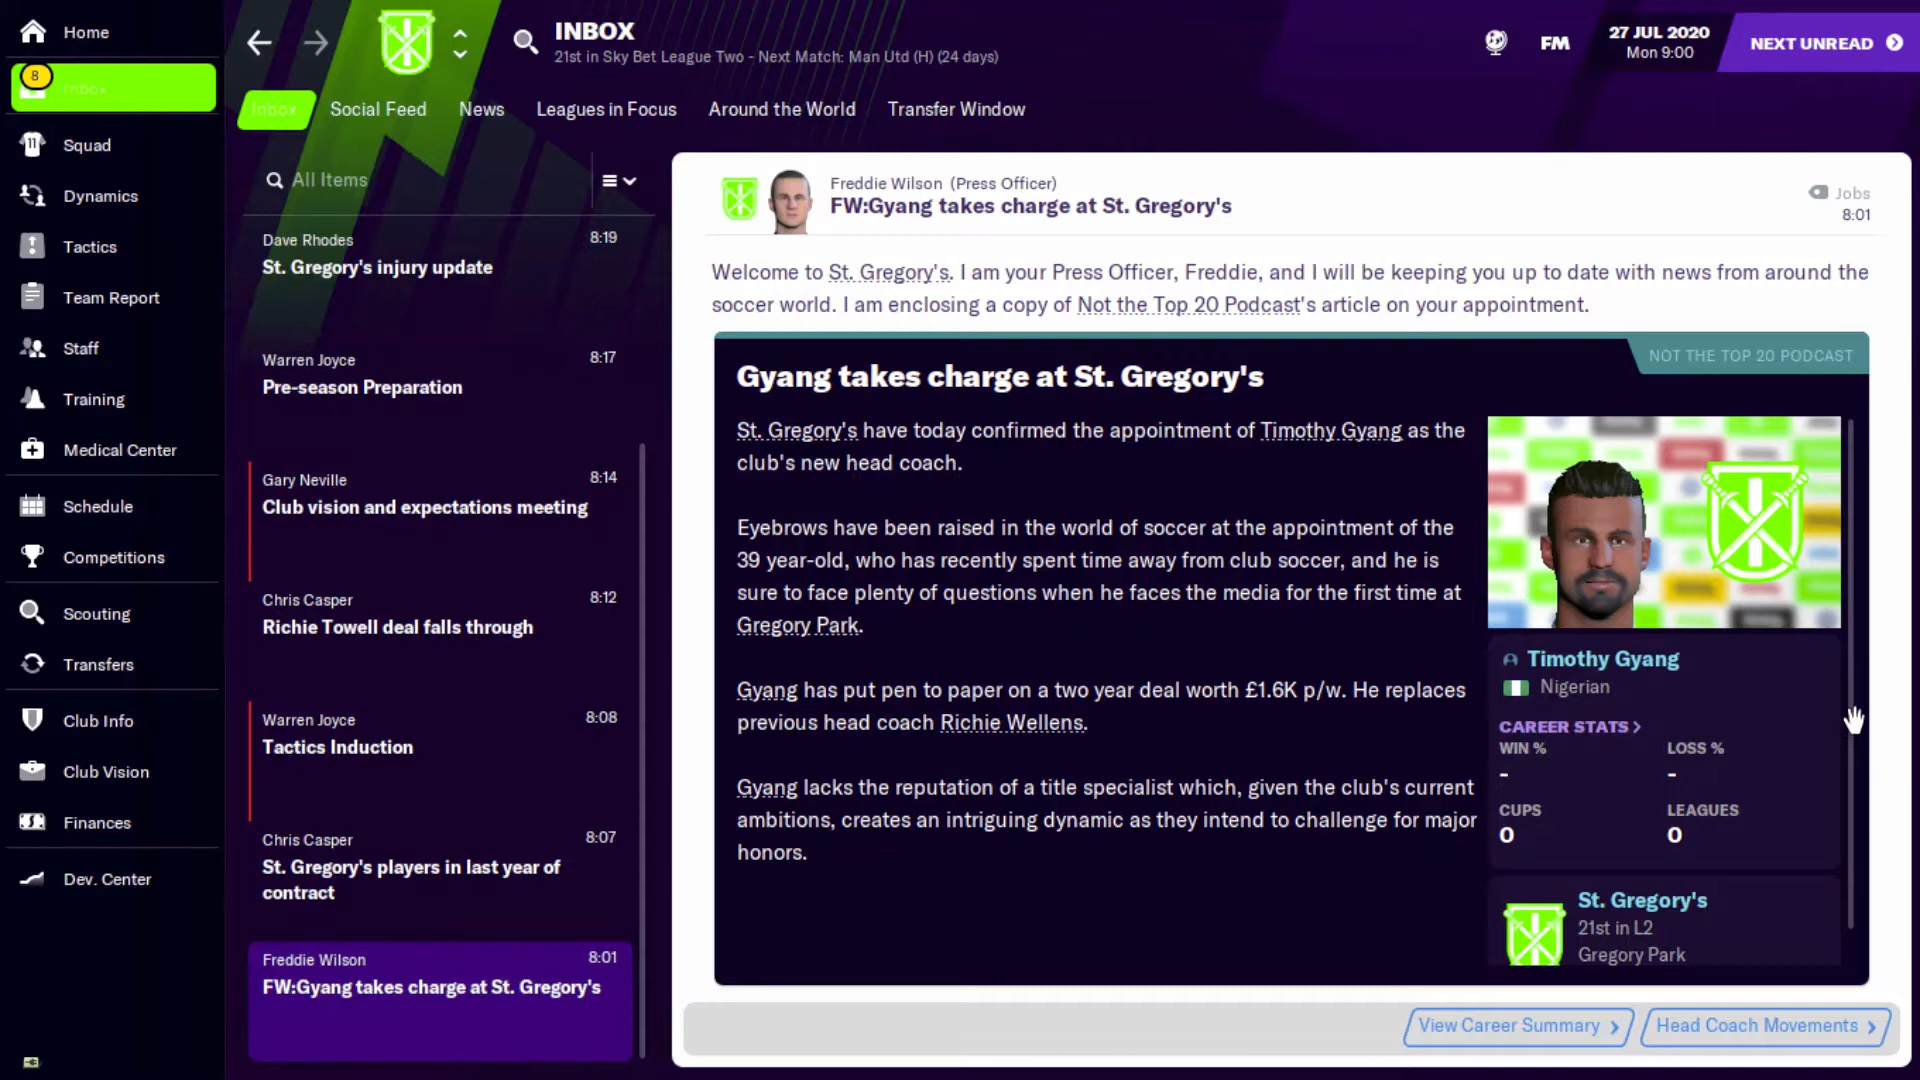 Home
8
Inbox
Squad
Dynamics
Tactics
Team Report
Staff
Training
Medical Center
Schedule
Competitions
Scouting
Transfers
Club Info
Club Vision
Finances
Dev. Center
INBOX
21st in Sky Bet League Two - Next Match: Man Utd (H) (24 days)
FM
27 JUL 2020
Mon 9:00
NEXT UNREAD
Inbox
Social Feed
News
Leagues in Focus
Around the World
Transfer Window
All Items
Dave Rhodes 8:19
St. Gregory's injury update
Warren Joyce 8:17
Pre-season Preparation
Gary Neville 8:14
Club vision and expectations meeting
Chris Casper 8:12
Richie Towell deal falls through
Warren Joyce 8:08
Tactics Induction
Chris Casper 8:07
St. Gregory's players in last year of
contract
Freddie Wilson 8:01
FW:Gyang takes charge at St. Gregory's
Freddie Wilson (Press Officer)
FW:Gyang takes charge at St. Gregory's
Jobs
8:01
Welcome to St. Gregory's. I am your Press Officer, Freddie, and I will be keeping you up to date with news from around the
soccer world. I am enclosing a copy of Not the Top 20 Podcast's article on your appointment.
NOT THE TOP 20 PODCAST
Gyang takes charge at St. Gregory's
St. Gregory's have today confirmed the appointment of Timothy Gyang as the
club's new head coach.
Eyebrows have been raised in the world of soccer at the appointment of the
39 year-old, who has recently spent time away from club soccer, and he is
sure to face plenty of questions when he faces the media for the first time at
Gregory Park.
Gyang has put pen to paper on a two year deal worth £1.6K p/w. He replaces
previous head coach Richie Wellens.
Gyang lacks the reputation of a title specialist which, given the club's current
ambitions, creates an intriguing dynamic as they intend to challenge for major
honors.
Timothy Gyang
Nigerian
CAREER STATS >
WIN % LOSS %
- -
CUPS LEAGUES
0 0
St. Gregory's
21st in L2
Gregory Park
View Career Summary >
Head Coach Movements >